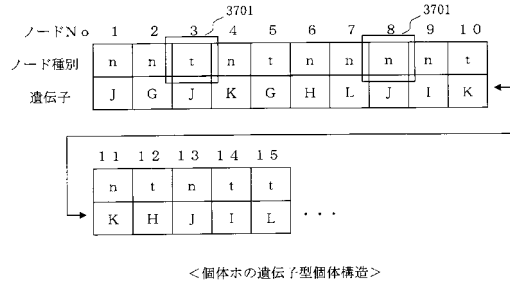 3701 3701
ノードNo 1 2 3 4 5 6 7 8 9 10
ノード種別 n n t n t n n n n t
遺伝子 J G J K G H L J I K
11 12 13 14 15
n t n t t
K H J I L ・・・
<個体ホの遺伝子型個体構造>